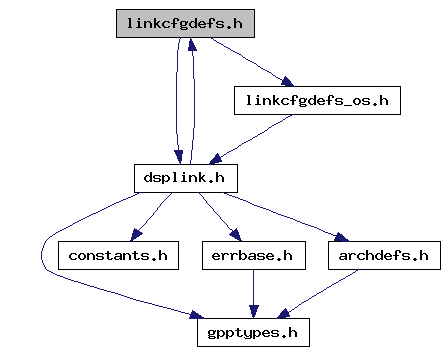 linkcfgdefs.h
linkcfgdefs_os.h
dsplink.h
constants.h
errbase.h
archdefs.h
gpptypes.h